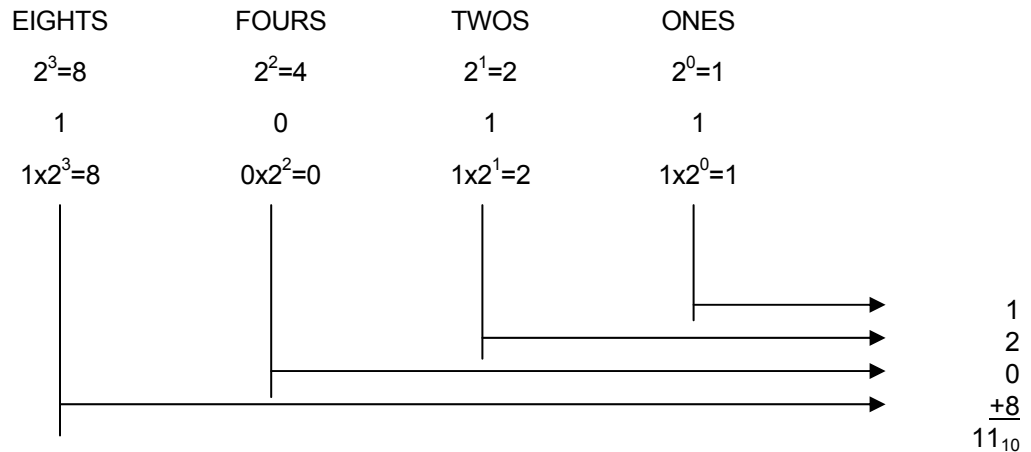 EIGHTS FOURS TWOS ONES
2³=8 2²=4 2¹=2 2⁰=1
1 0 1 1
1x2³=8 0x2²=0 1x2¹=2 1x2⁰=1
1
2
0
+8
11₁₀